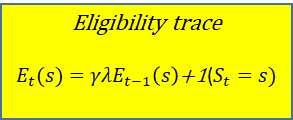 Eligibility trace
E_t(s) = γλE_{t−1}(s)+1(S_t = s)